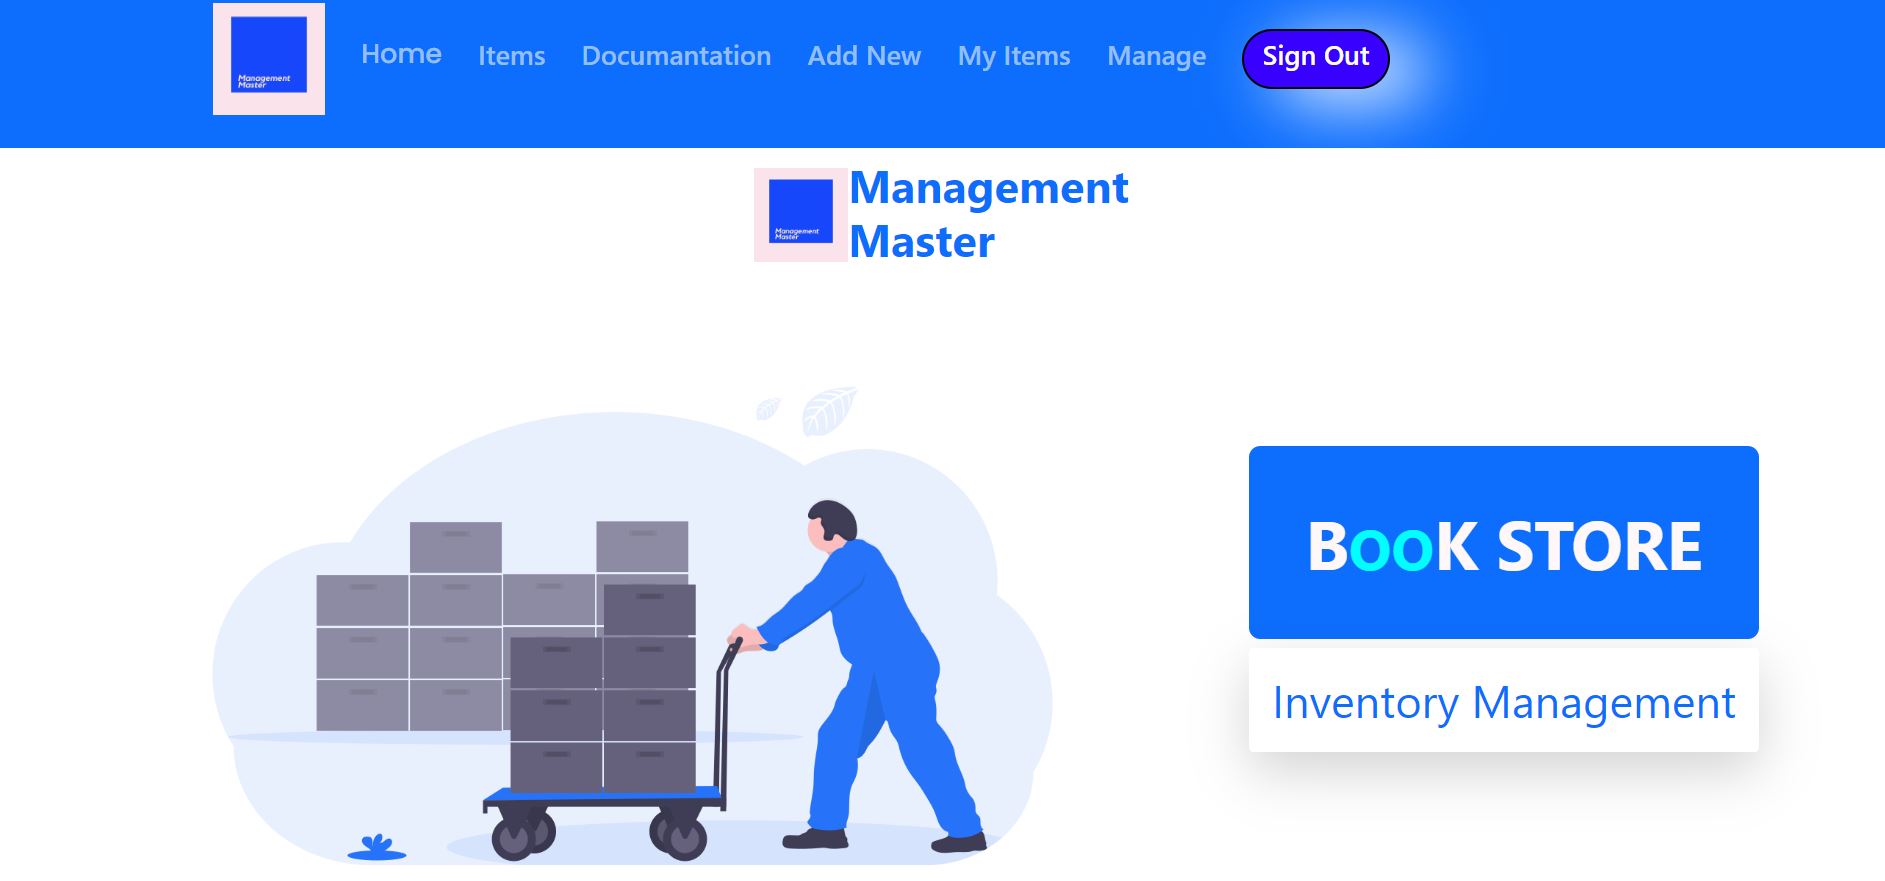 Management
Master
Home Items Documantation Add New My Items Manage Sign Out
Management
Master
Management
Master
BooK STORE
Inventory Management